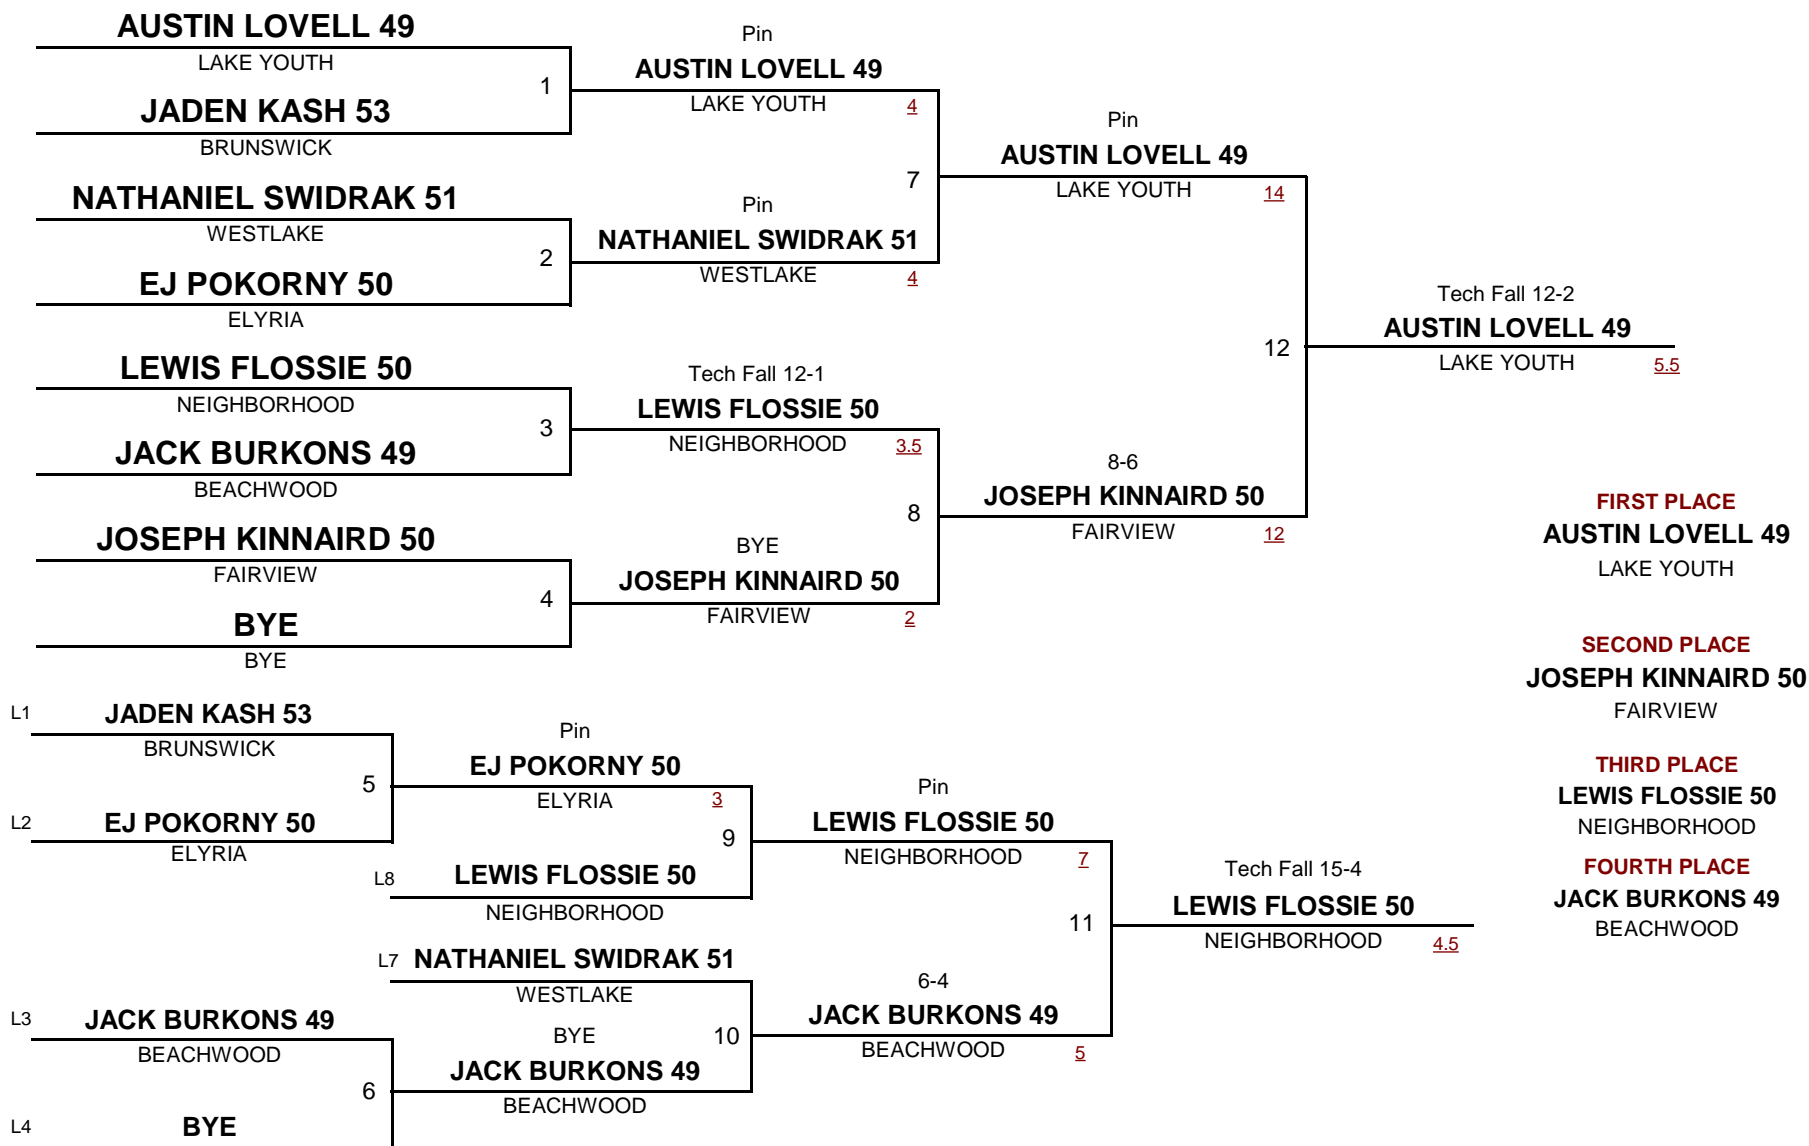 AUSTIN LOVELL 49
LAKE YOUTH
1
JADEN KASH 53
BRUNSWICK
NATHANIEL SWIDRAK 51
WESTLAKE
2
EJ POKORNY 50
ELYRIA
LEWIS FLOSSIE 50
NEIGHBORHOOD
3
JACK BURKONS 49
BEACHWOOD
JOSEPH KINNAIRD 50
FAIRVIEW
4
BYE
BYE
Pin
AUSTIN LOVELL 49
LAKE YOUTH 4
7
Pin
NATHANIEL SWIDRAK 51
WESTLAKE 4
Tech Fall 12-1
LEWIS FLOSSIE 50
NEIGHBORHOOD 3.5
8
BYE
JOSEPH KINNAIRD 50
FAIRVIEW 2
Pin
AUSTIN LOVELL 49
LAKE YOUTH 14
12
8-6
JOSEPH KINNAIRD 50
FAIRVIEW 12
Tech Fall 12-2
AUSTIN LOVELL 49
LAKE YOUTH 5.5
FIRST PLACE
AUSTIN LOVELL 49
LAKE YOUTH
SECOND PLACE
JOSEPH KINNAIRD 50
FAIRVIEW
THIRD PLACE
LEWIS FLOSSIE 50
NEIGHBORHOOD
FOURTH PLACE
JACK BURKONS 49
BEACHWOOD
L1 JADEN KASH 53
BRUNSWICK
5
L2 EJ POKORNY 50
ELYRIA
L3 JACK BURKONS 49
BEACHWOOD
6
L4 BYE
Pin
EJ POKORNY 50
ELYRIA 3
9
L8 LEWIS FLOSSIE 50
NEIGHBORHOOD
L7 NATHANIEL SWIDRAK 51
WESTLAKE
10
BYE
JACK BURKONS 49
BEACHWOOD
Pin
LEWIS FLOSSIE 50
NEIGHBORHOOD 7
11
6-4
JACK BURKONS 49
BEACHWOOD 5
Tech Fall 15-4
LEWIS FLOSSIE 50
NEIGHBORHOOD 4.5